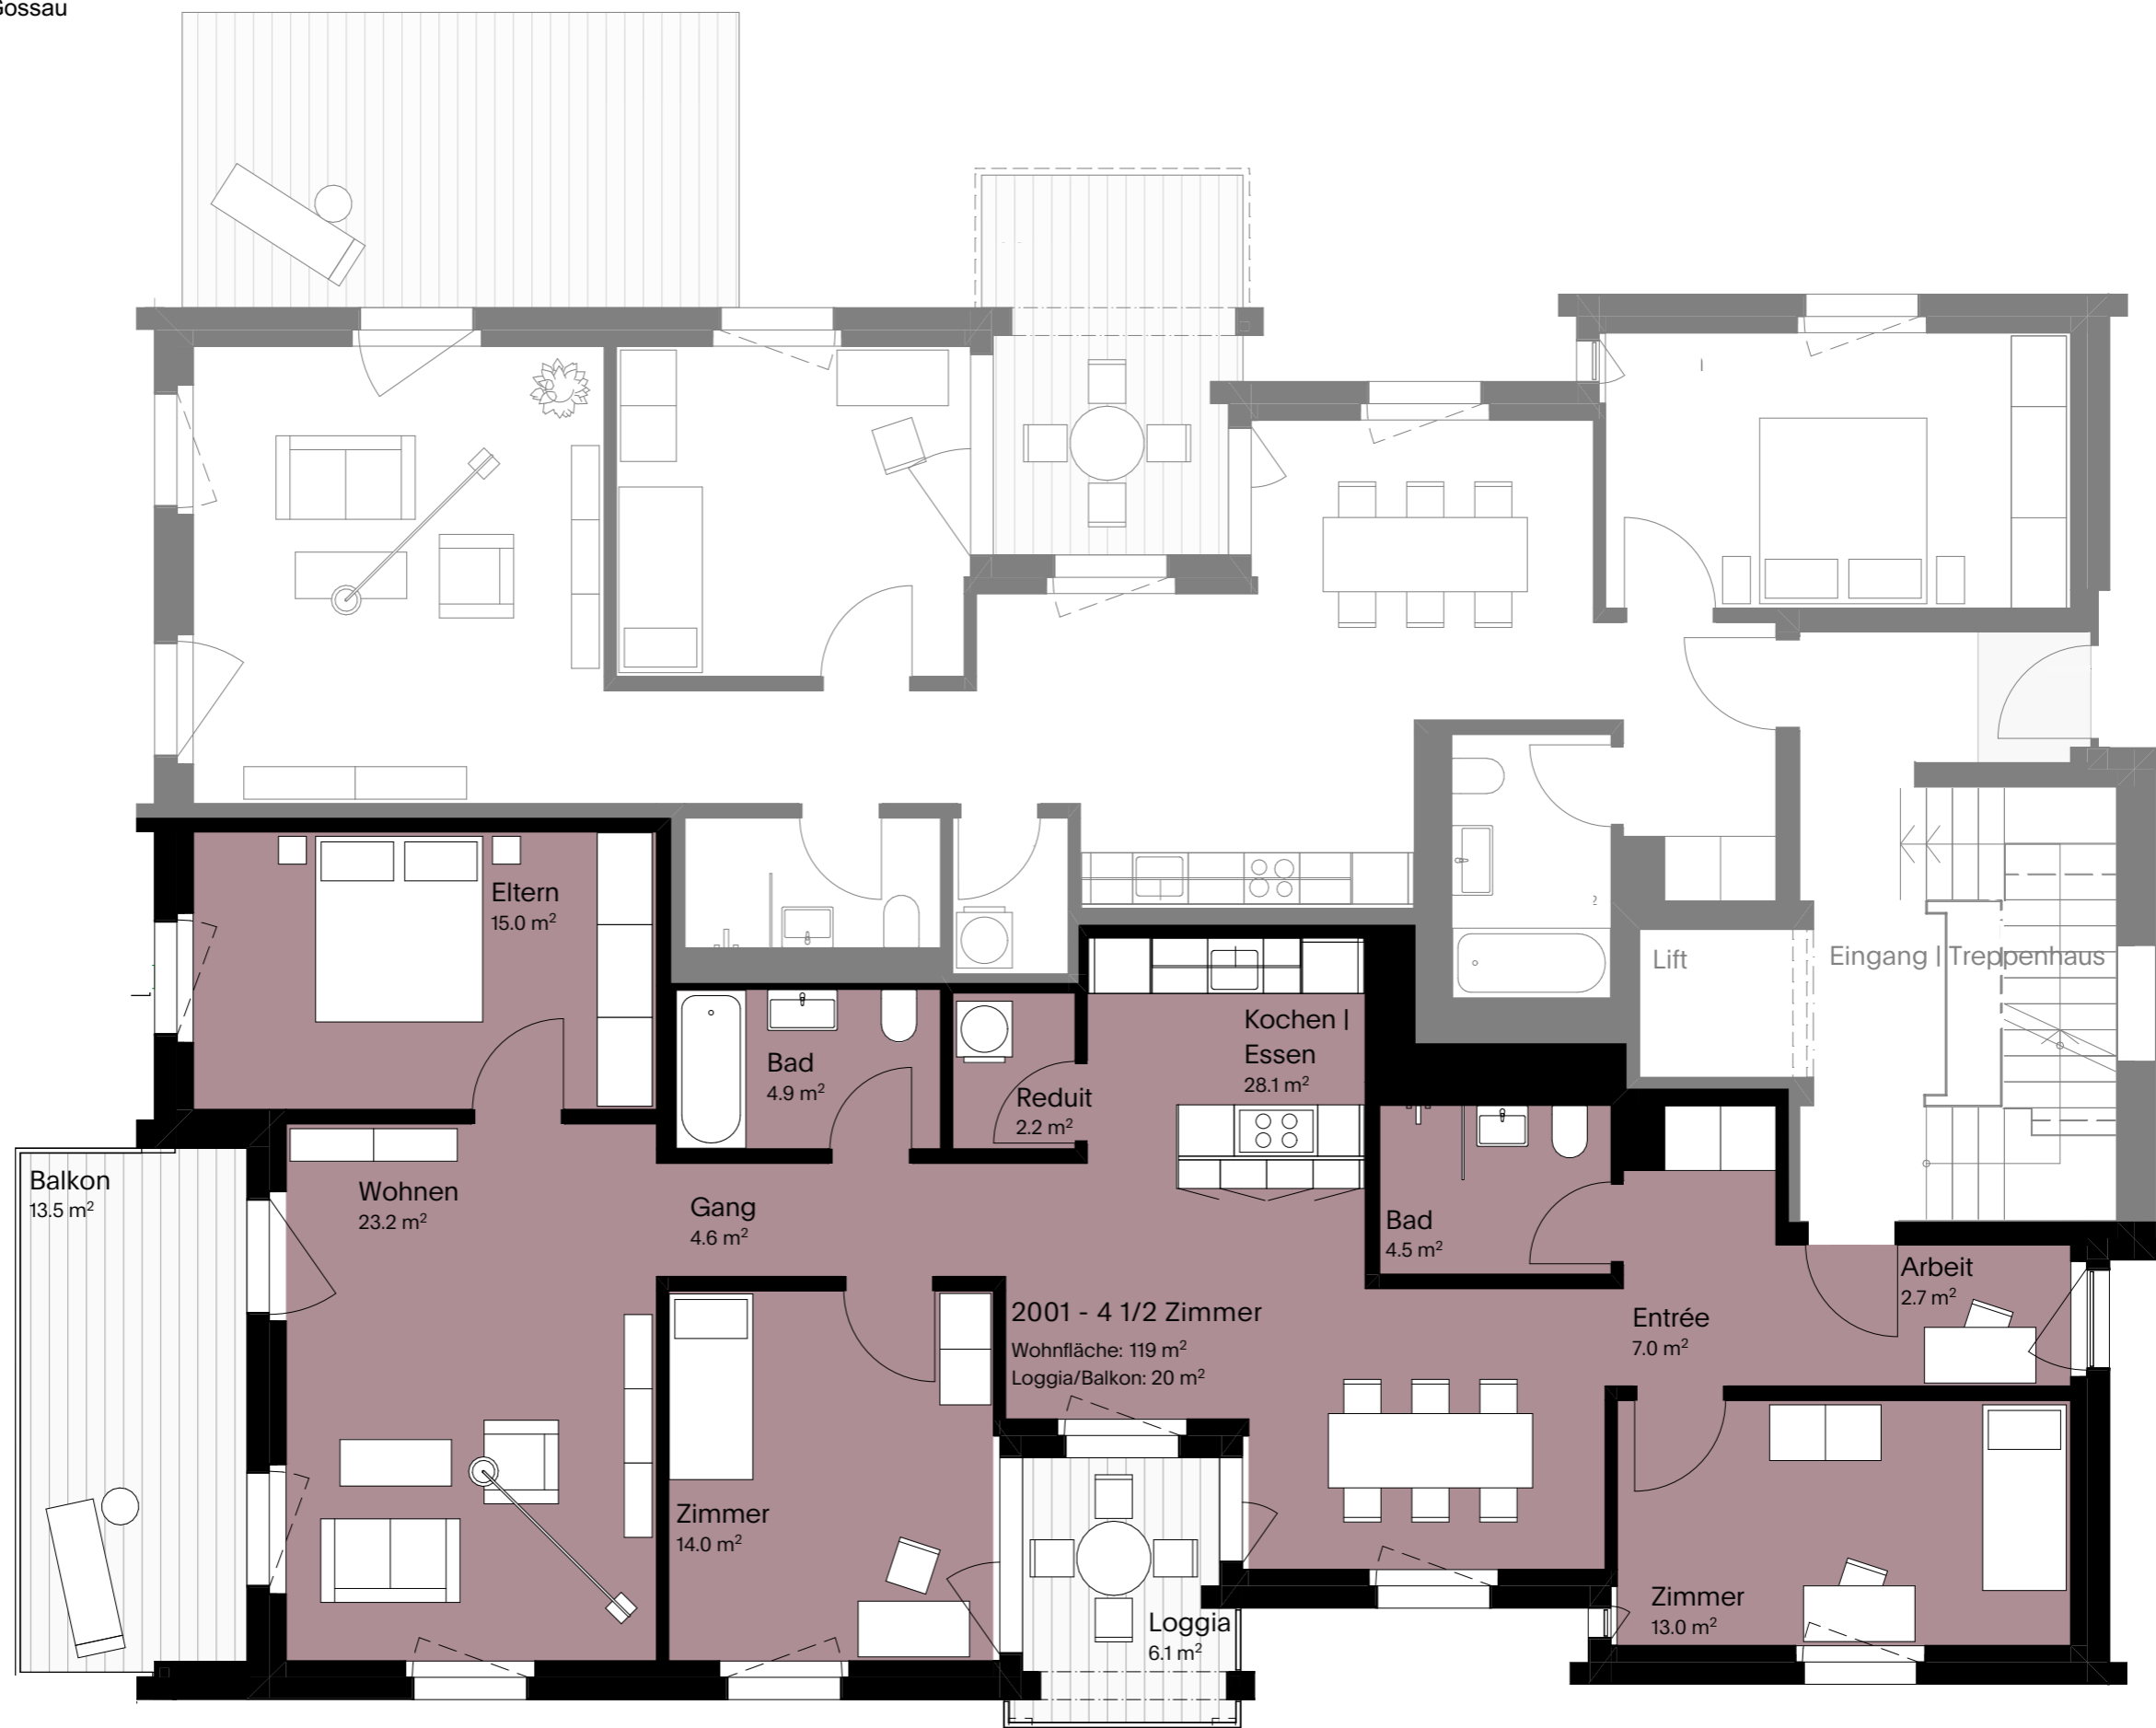 Gossau
Eltern
15.0 m²
Lift
Eingang | Treppenhaus
Kochen |
Essen
28.1 m²
Bad
4.9 m²
Reduit
2.2 m²
Balkon
13.5 m²
Wohnen
23.2 m²
Gang
4.6 m²
Bad
4.5 m²
Arbeit
2.7 m²
2001 - 4 1/2 Zimmer
Wohnfläche: 119 m²
Loggia/Balkon: 20 m²
Entrée
7.0 m²
Zimmer
14.0 m²
Loggia
6.1 m²
Zimmer
13.0 m²